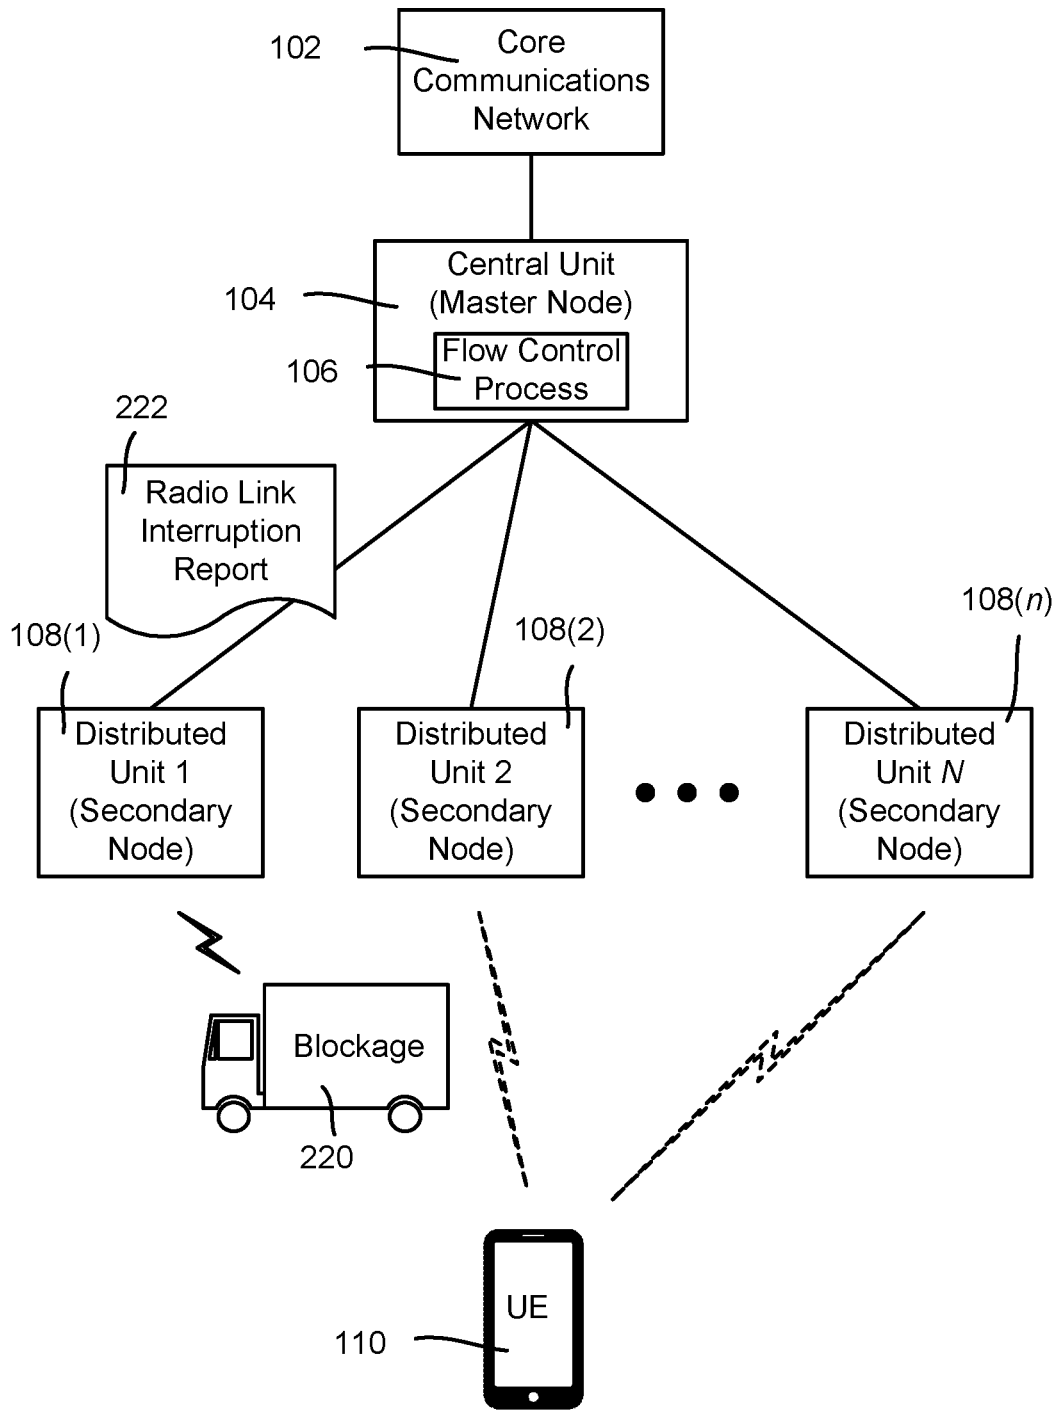 102
Core
Communications
Network
104
Central Unit
(Master Node)
106
Flow Control
Process
222
Radio Link
Interruption
Report
108(1)
108(2)
108(n)
Distributed
Unit 1
(Secondary
Node)
Distributed
Unit 2
(Secondary
Node)
Distributed
Unit N
(Secondary
Node)
Blockage
220
UE
110